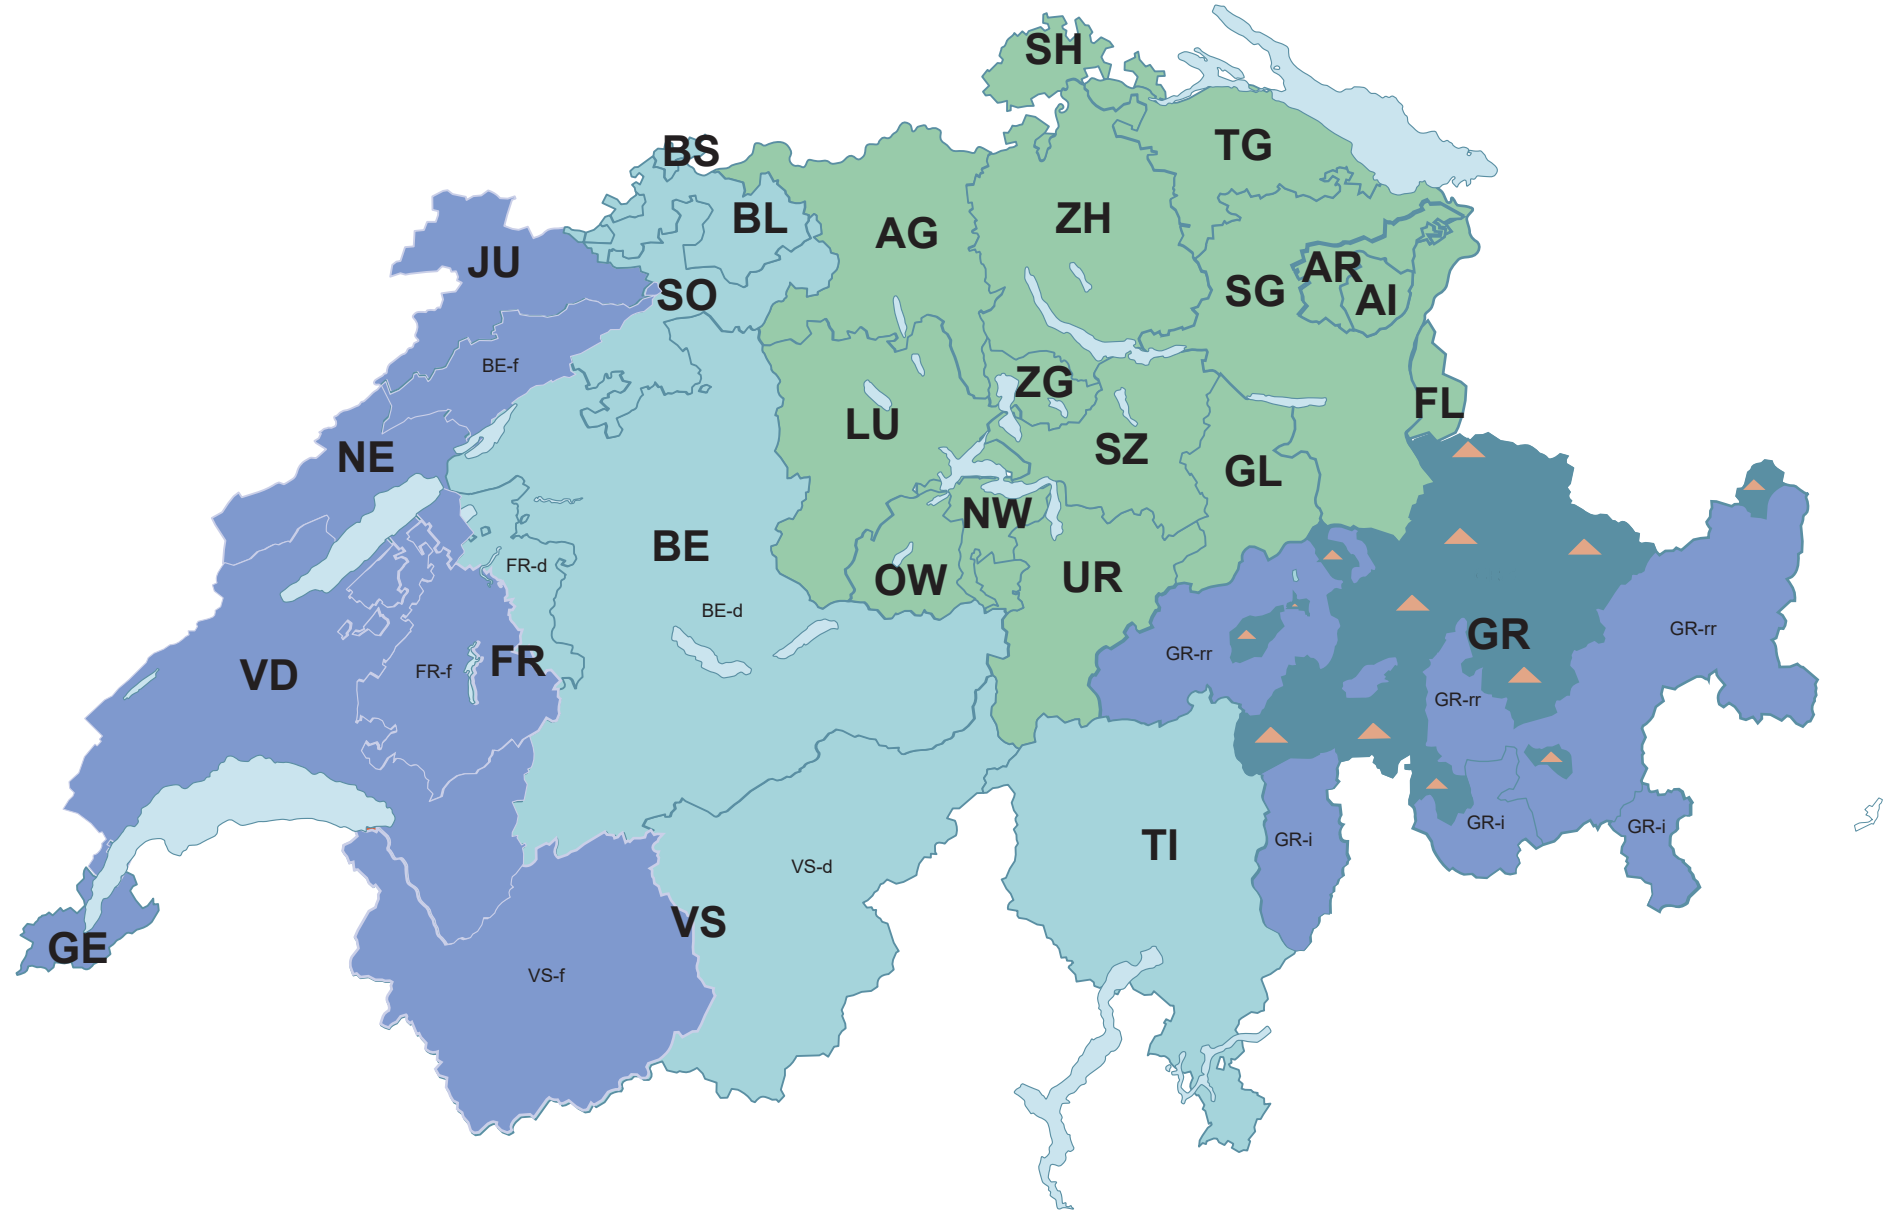 SH
BS
TG
BL
ZH
AG
JU
AR
SG
SO
AI
BE-f
ZG
FL
LU
SZ
NE
GL
NW
BE
FR-d
OW
UR
BE-d
GR-rr
GR
GR-rr
FR
FR-f
VD
GR-rr
GR-i
GR-i
GR-i
TI
VS-d
VS
GE
VS-f